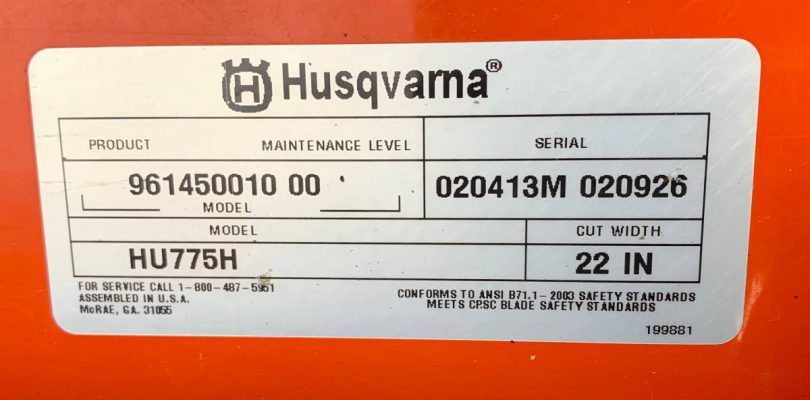 H Husqvarna®
PRODUCT MAINTENANCE LEVEL SERIAL
961450010 00 020413M 020926
MODEL
MODEL CUT WIDTH
HU775H 22 IN
FOR SERVICE CALL 1-800-487-5951
ASSEMBLED IN U.S.A.
McRAE, GA. 31055
CONFORMS TO ANSI B71.1-2003 SAFETY STANDARDS
MEETS CPSC BLADE SAFETY STANDARDS
199881